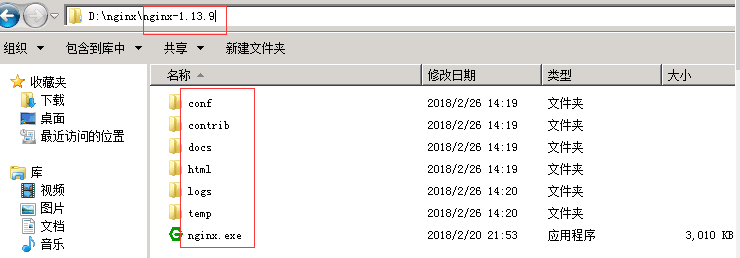 D:\nginx\nginx-1.13.9
组织 包含到库中 共享 新建文件夹
收藏夹
下载
桌面
最近访问的位置
库
视频
图片
文档
音乐
名称 修改日期 类型 大小
conf 2018/2/26 14:19 文件夹
contrib 2018/2/26 14:19 文件夹
docs 2018/2/26 14:19 文件夹
html 2018/2/26 14:19 文件夹
logs 2018/2/26 14:20 文件夹
temp 2018/2/26 14:20 文件夹
nginx.exe 2018/2/20 21:53 应用程序 3,010 KB